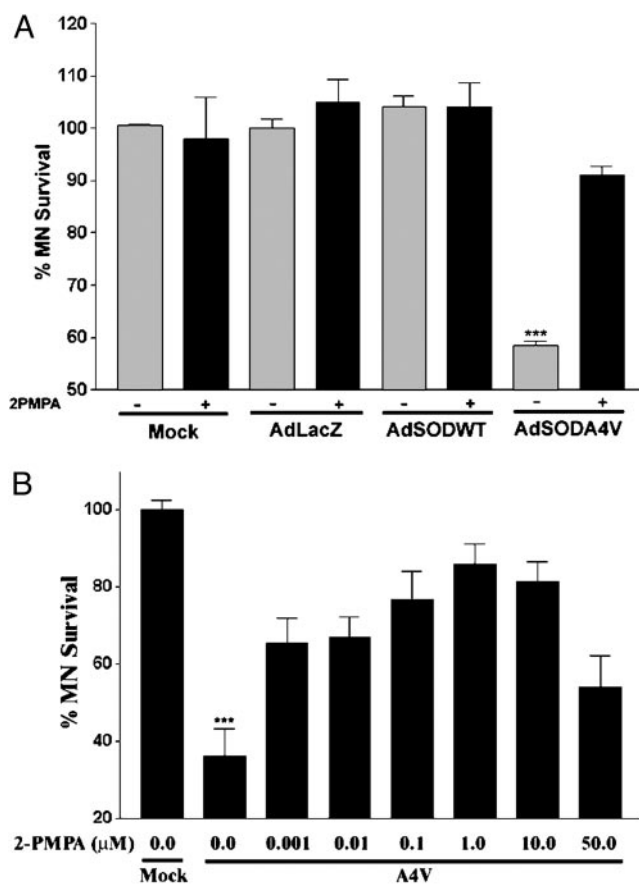 A
120
110
100
90
80
70
60
50
% MN Survival
***
2PMPA - + - + - + - +
Mock AdLacZ AdSODWT AdSODA4V
B
100
80
60
40
20
% MN Survival
***
2-PMPA (μM) 0.0 0.0 0.001 0.01 0.1 1.0 10.0 50.0
Mock A4V